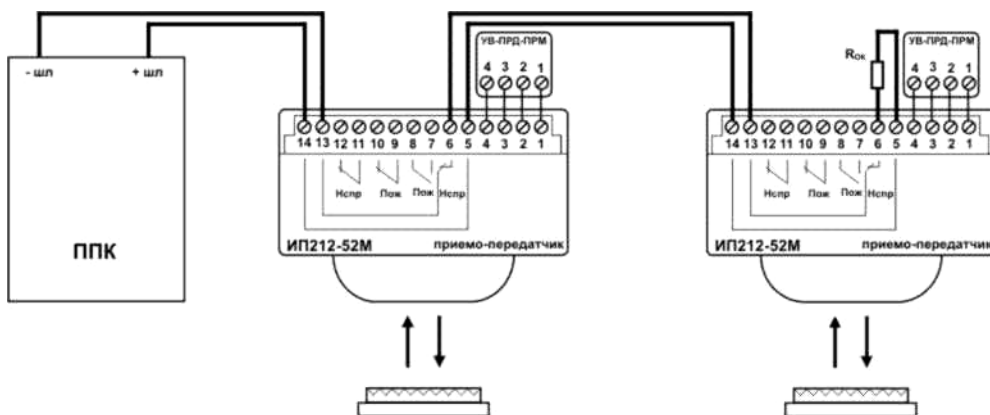 - шл + шл
ППК
УВ-ПРД-ПРМ
4 3 2 1
14 13 12 11 10 9 8 7 6 5 4 3 2 1
Нспр Пож Пож Нспр
ИП212-52М приемо-передатчик
Rок
УВ-ПРД-ПРМ
4 3 2 1
14 13 12 11 10 9 8 7 6 5 4 3 2 1
Нспр Пож Пож Нспр
ИП212-52М приемо-передатчик